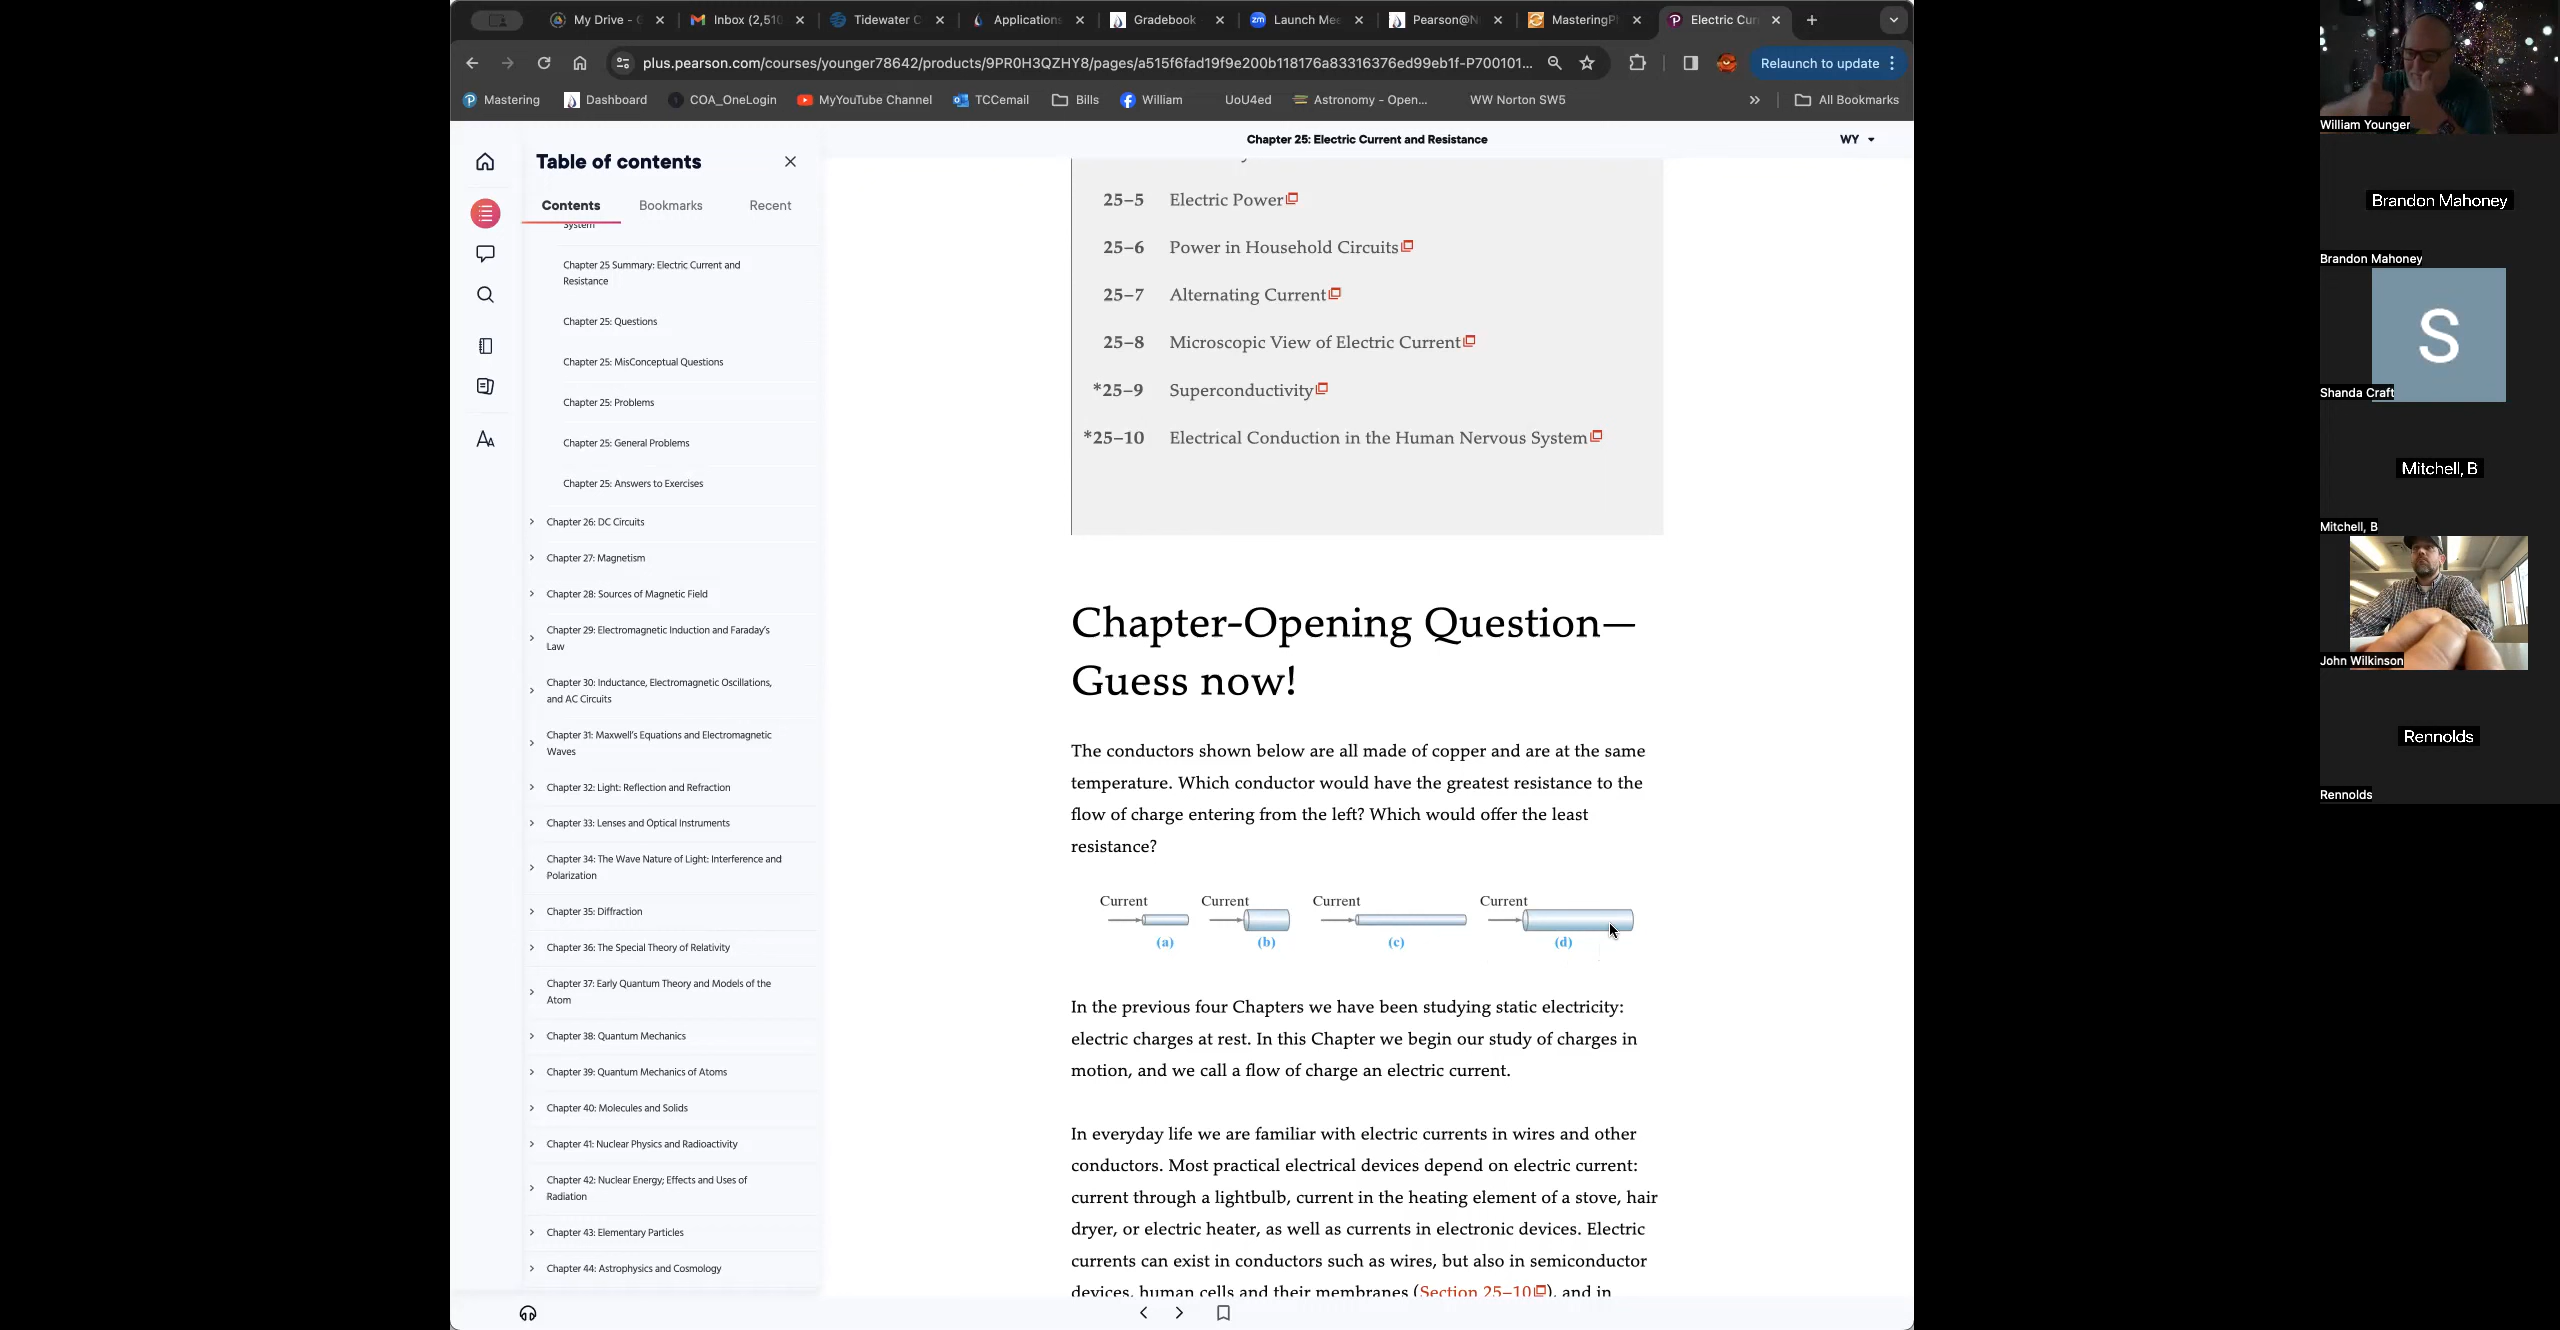 My Drive - G
Inbox (2,510
Tidewater C
Applications
Gradebook
zm Launch Mee
Pearson@N
MasteringP
Electric Cur
plus.pearson.com/courses/younger78642/products/9PR0H3QZHY8/pages/a515f6fad19f9e200b118176a83316376ed99eb1f-P700101...
Relaunch to update
Mastering
Dashboard
COA_OneLogin
MyYouTube Channel
TCCemail
Bills
William
UoU4ed
Astronomy - Open...
WW Norton SW5
All Bookmarks
Chapter 25: Electric Current and Resistance
WY
Table of contents
Contents Bookmarks Recent
System
Chapter 25 Summary: Electric Current and
Resistance
Chapter 25: Questions
Chapter 25: MisConceptual Questions
Chapter 25: Problems
Chapter 25: General Problems
Chapter 25: Answers to Exercises
Chapter 26: DC Circuits
Chapter 27: Magnetism
Chapter 28: Sources of Magnetic Field
Chapter 29: Electromagnetic Induction and Faraday's
Law
Chapter 30: Inductance, Electromagnetic Oscillations,
and AC Circuits
Chapter 31: Maxwell's Equations and Electromagnetic
Waves
Chapter 32: Light: Reflection and Refraction
Chapter 33: Lenses and Optical Instruments
Chapter 34: The Wave Nature of Light: Interference and
Polarization
Chapter 35: Diffraction
Chapter 36: The Special Theory of Relativity
Chapter 37: Early Quantum Theory and Models of the
Atom
Chapter 38: Quantum Mechanics
Chapter 39: Quantum Mechanics of Atoms
Chapter 40: Molecules and Solids
Chapter 41: Nuclear Physics and Radioactivity
Chapter 42: Nuclear Energy; Effects and Uses of
Radiation
Chapter 43: Elementary Particles
Chapter 44: Astrophysics and Cosmology
25–5 Electric Power
25–6 Power in Household Circuits
25–7 Alternating Current
25–8 Microscopic View of Electric Current
*25–9 Superconductivity
*25–10 Electrical Conduction in the Human Nervous System
Chapter-Opening Question—
Guess now!
The conductors shown below are all made of copper and are at the same
temperature. Which conductor would have the greatest resistance to the
flow of charge entering from the left? Which would offer the least
resistance?
Current Current Current Current
(a) (b) (c) (d)
In the previous four Chapters we have been studying static electricity:
electric charges at rest. In this Chapter we begin our study of charges in
motion, and we call a flow of charge an electric current.
In everyday life we are familiar with electric currents in wires and other
conductors. Most practical electrical devices depend on electric current:
current through a lightbulb, current in the heating element of a stove, hair
dryer, or electric heater, as well as currents in electronic devices. Electric
currents can exist in conductors such as wires, but also in semiconductor
devices, human cells and their membranes (Section 25–10), and in
William Younger
Brandon Mahoney
Brandon Mahoney
S
Shanda Craft
Mitchell, B
Mitchell, B
John Wilkinson
Rennolds
Rennolds